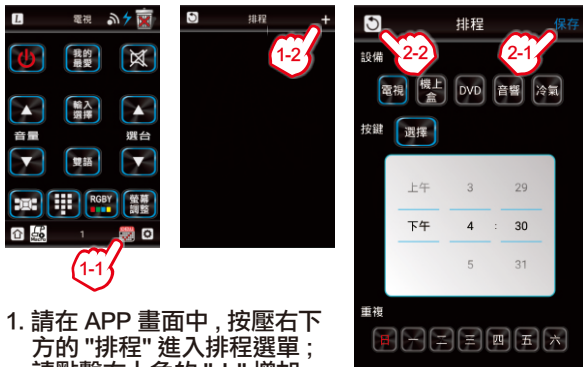 L 電視
我的
最愛
輸入
選擇
音量 選台
雙語
RGBY 螢幕
調整
Macro 1
1-1
排程 +
1-2
排程 保存
2-2 2-1
設備
電視 機上
盒 DVD 音響 冷氣
按鍵 選擇
上午 3 29
下午 4 : 30
5 31
重複
日 一 二 三 四 五 六
1. 請在 APP 畫面中 , 按壓右下
方的 "排程" 進入排程選單 ;